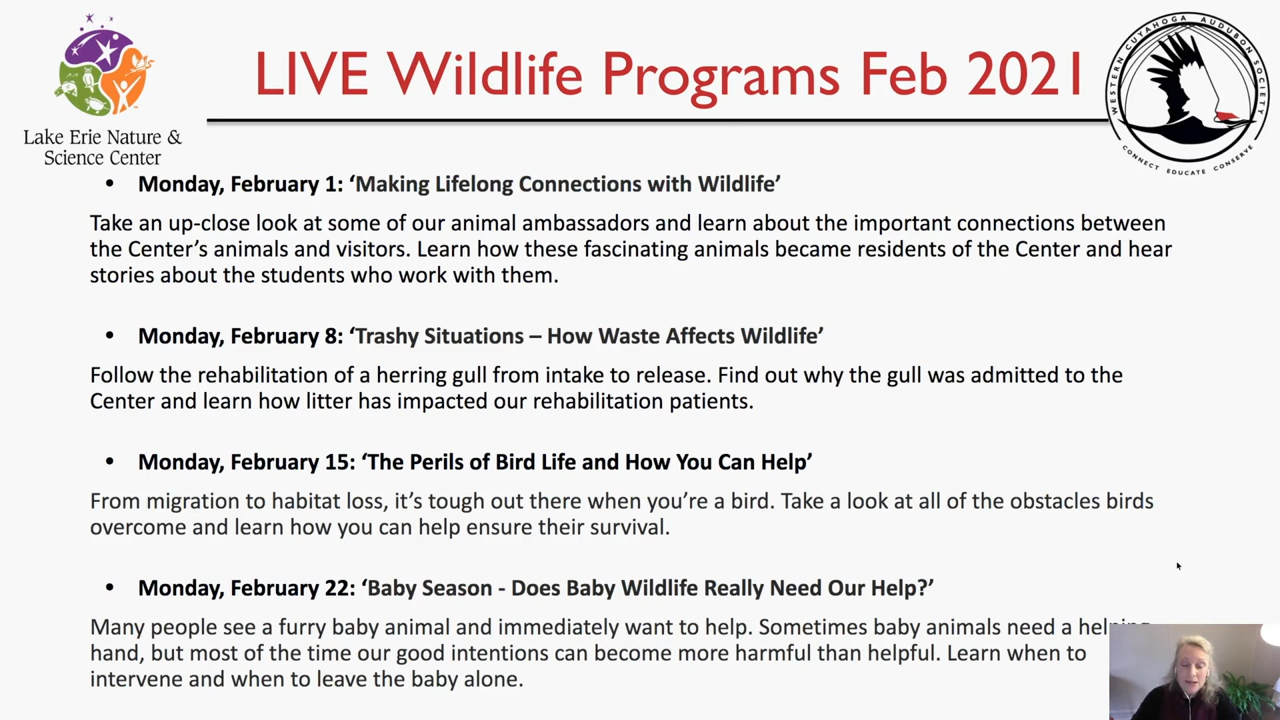 LIVE Wildlife Programs Feb 2021
WESTERN CUYAHOGA AUDUBON SOCIETY
CONNECT EDUCATE CONSERVE
Lake Erie Nature &
Science Center
• Monday, February 1: ‘Making Lifelong Connections with Wildlife’
Take an up-close look at some of our animal ambassadors and learn about the important connections between
the Center’s animals and visitors. Learn how these fascinating animals became residents of the Center and hear
stories about the students who work with them.
• Monday, February 8: ‘Trashy Situations – How Waste Affects Wildlife’
Follow the rehabilitation of a herring gull from intake to release. Find out why the gull was admitted to the
Center and learn how litter has impacted our rehabilitation patients.
• Monday, February 15: ‘The Perils of Bird Life and How You Can Help’
From migration to habitat loss, it’s tough out there when you’re a bird. Take a look at all of the obstacles birds
overcome and learn how you can help ensure their survival.
• Monday, February 22: ‘Baby Season - Does Baby Wildlife Really Need Our Help?’
Many people see a furry baby animal and immediately want to help. Sometimes baby animals need a helping
hand, but most of the time our good intentions can become more harmful than helpful. Learn when to
intervene and when to leave the baby alone.